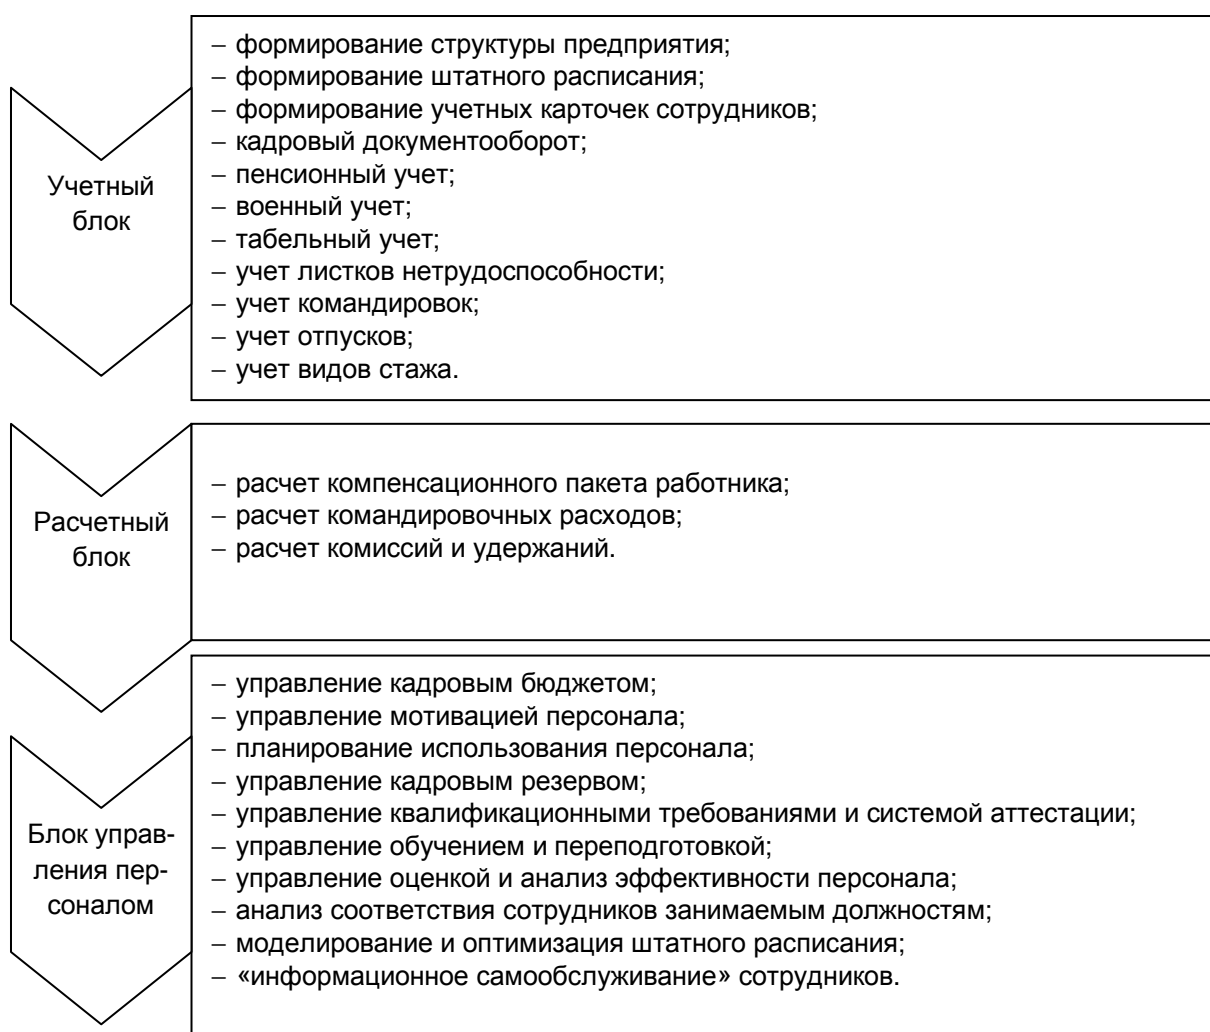 – формирование структуры предприятия;
– формирование штатного расписания;
– формирование учетных карточек сотрудников;
– кадровый документооборот;
– пенсионный учет;
– военный учет;
– табельный учет;
– учет листков нетрудоспособности;
– учет командировок;
– учет отпусков;
– учет видов стажа.
Учетный
блок
– расчет компенсационного пакета работника;
– расчет командировочных расходов;
– расчет комиссий и удержаний.
Расчетный
блок
– управление кадровым бюджетом;
– управление мотивацией персонала;
– планирование использования персонала;
– управление кадровым резервом;
– управление квалификационными требованиями и системой аттестации;
– управление обучением и переподготовкой;
– управление оценкой и анализ эффективности персонала;
– анализ соответствия сотрудников занимаемым должностям;
– моделирование и оптимизация штатного расписания;
– «информационное самообслуживание» сотрудников.
Блок управ-
ления пер-
соналом